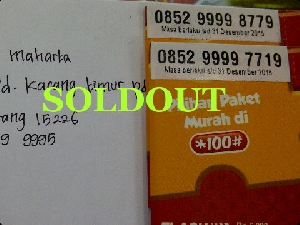 0852 9999 8779
Masa berlaku s/d 31 Desember 2015
0852 9999 7719
Masa berlaku s/d 31 Desember 2015
maharta
Kacang timur
SOLDOUT
Pilihan Paket
Murah di
*100#
ang 15226
9 9995